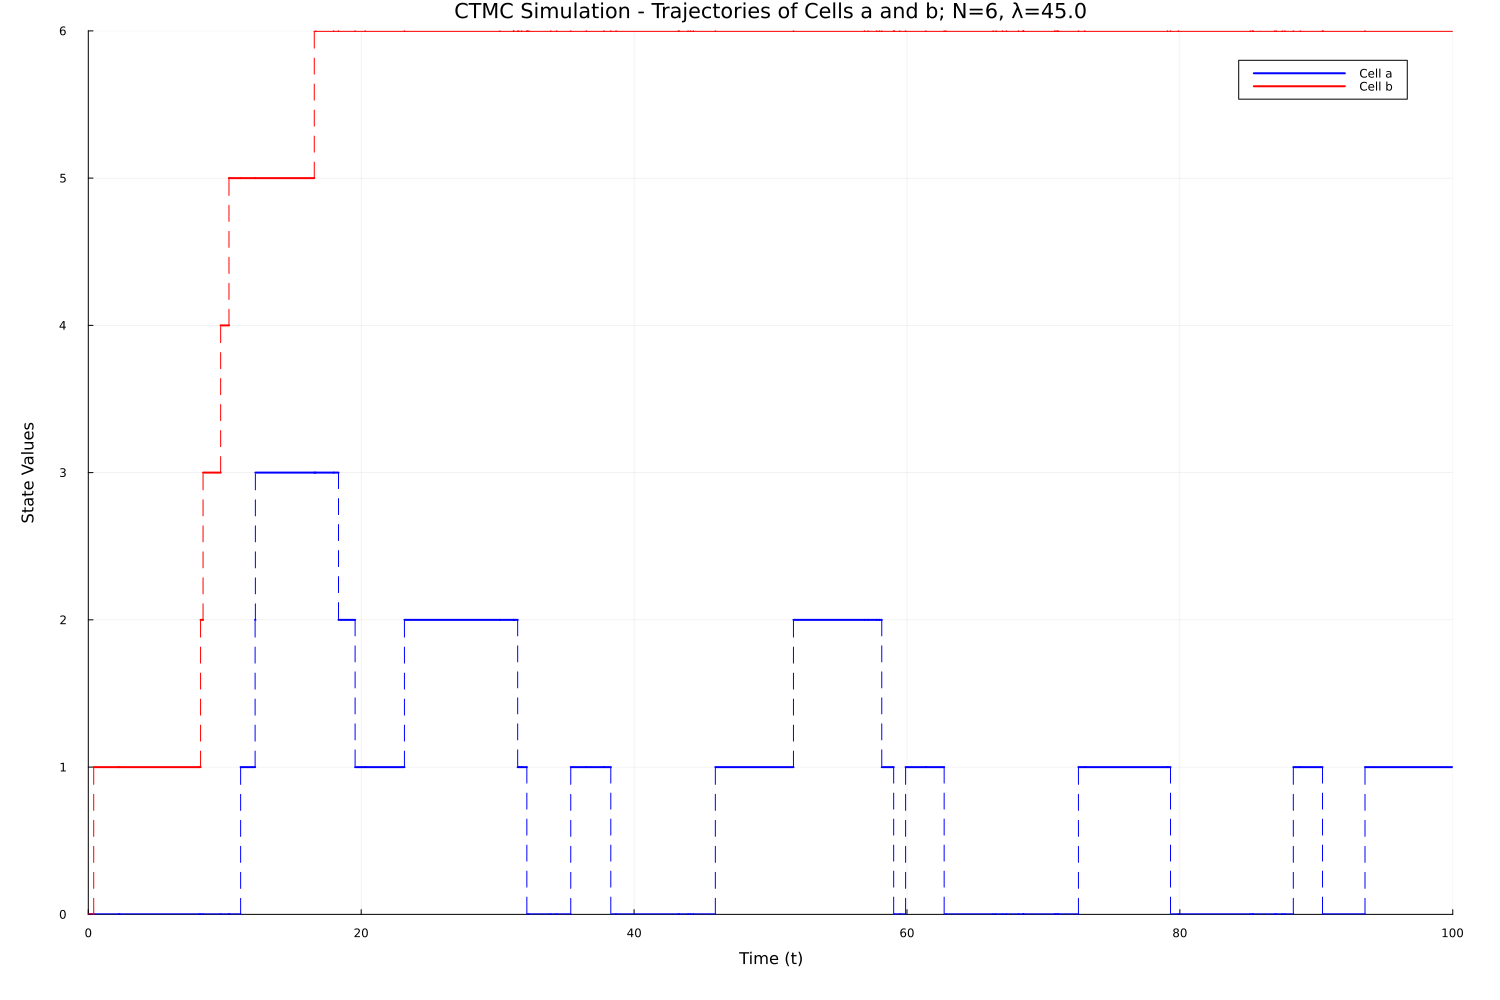 CTMC Simulation - Trajectories of Cells a and b; N=6, λ=45.0
6
Cell a
Cell b
5
4
State Values
3
2
1
0
0 20 40 60 80 100
Time (t)